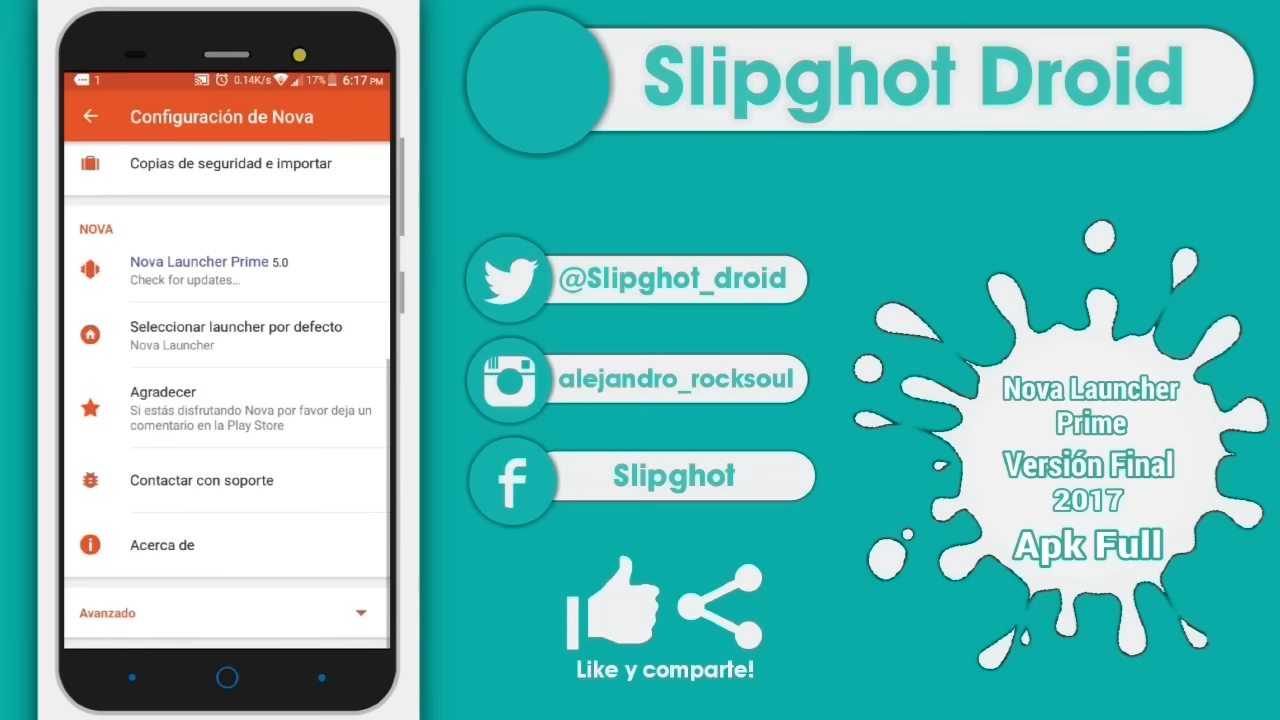 1 0.14K/s 17% 6:17 PM
Configuración de Nova
Copias de seguridad e importar
NOVA
Nova Launcher Prime 5.0
Check for updates...
Seleccionar launcher por defecto
Nova Launcher
Agradecer
Si estás disfrutando Nova por favor deja un
comentario en la Play Store
Contactar con soporte
Acerca de
Avanzado
Slipghot Droid
@Slipghot_droid
alejandro_rocksoul
Slipghot
Like y comparte!
Nova Launcher
Prime
Versión Final
2017
Apk Full